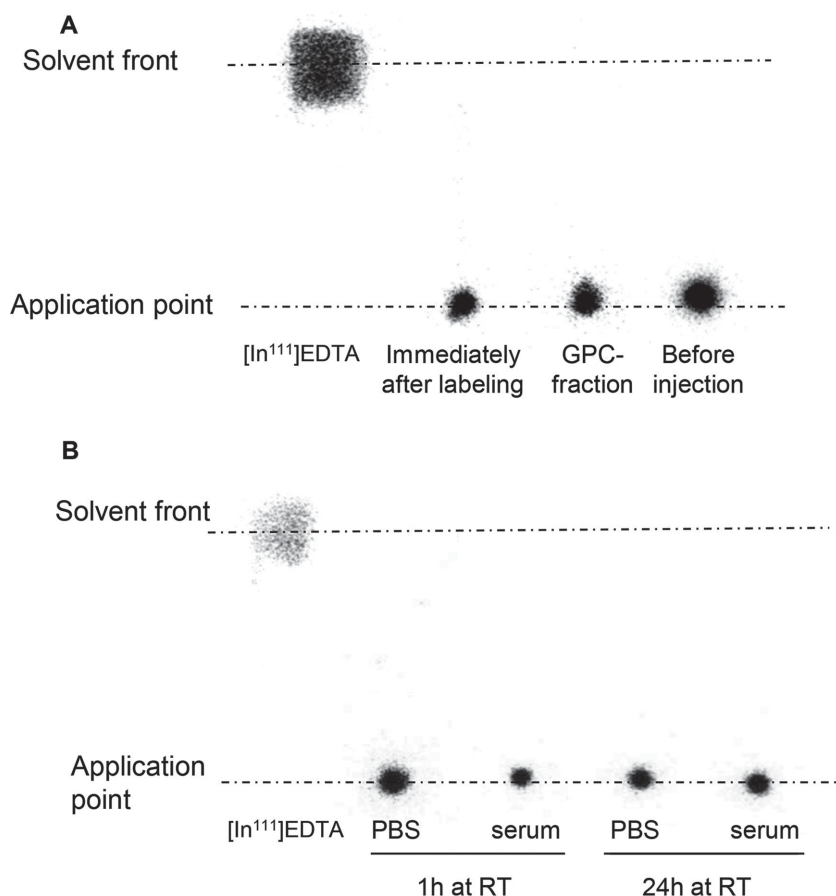 A
Solvent front
Application point
[In¹¹¹]EDTA
Immediately
after labeling
GPC-
fraction
Before
injection
B
Solvent front
Application
point
[In¹¹¹]EDTA
PBS
serum
PBS
serum
1h at RT
24h at RT